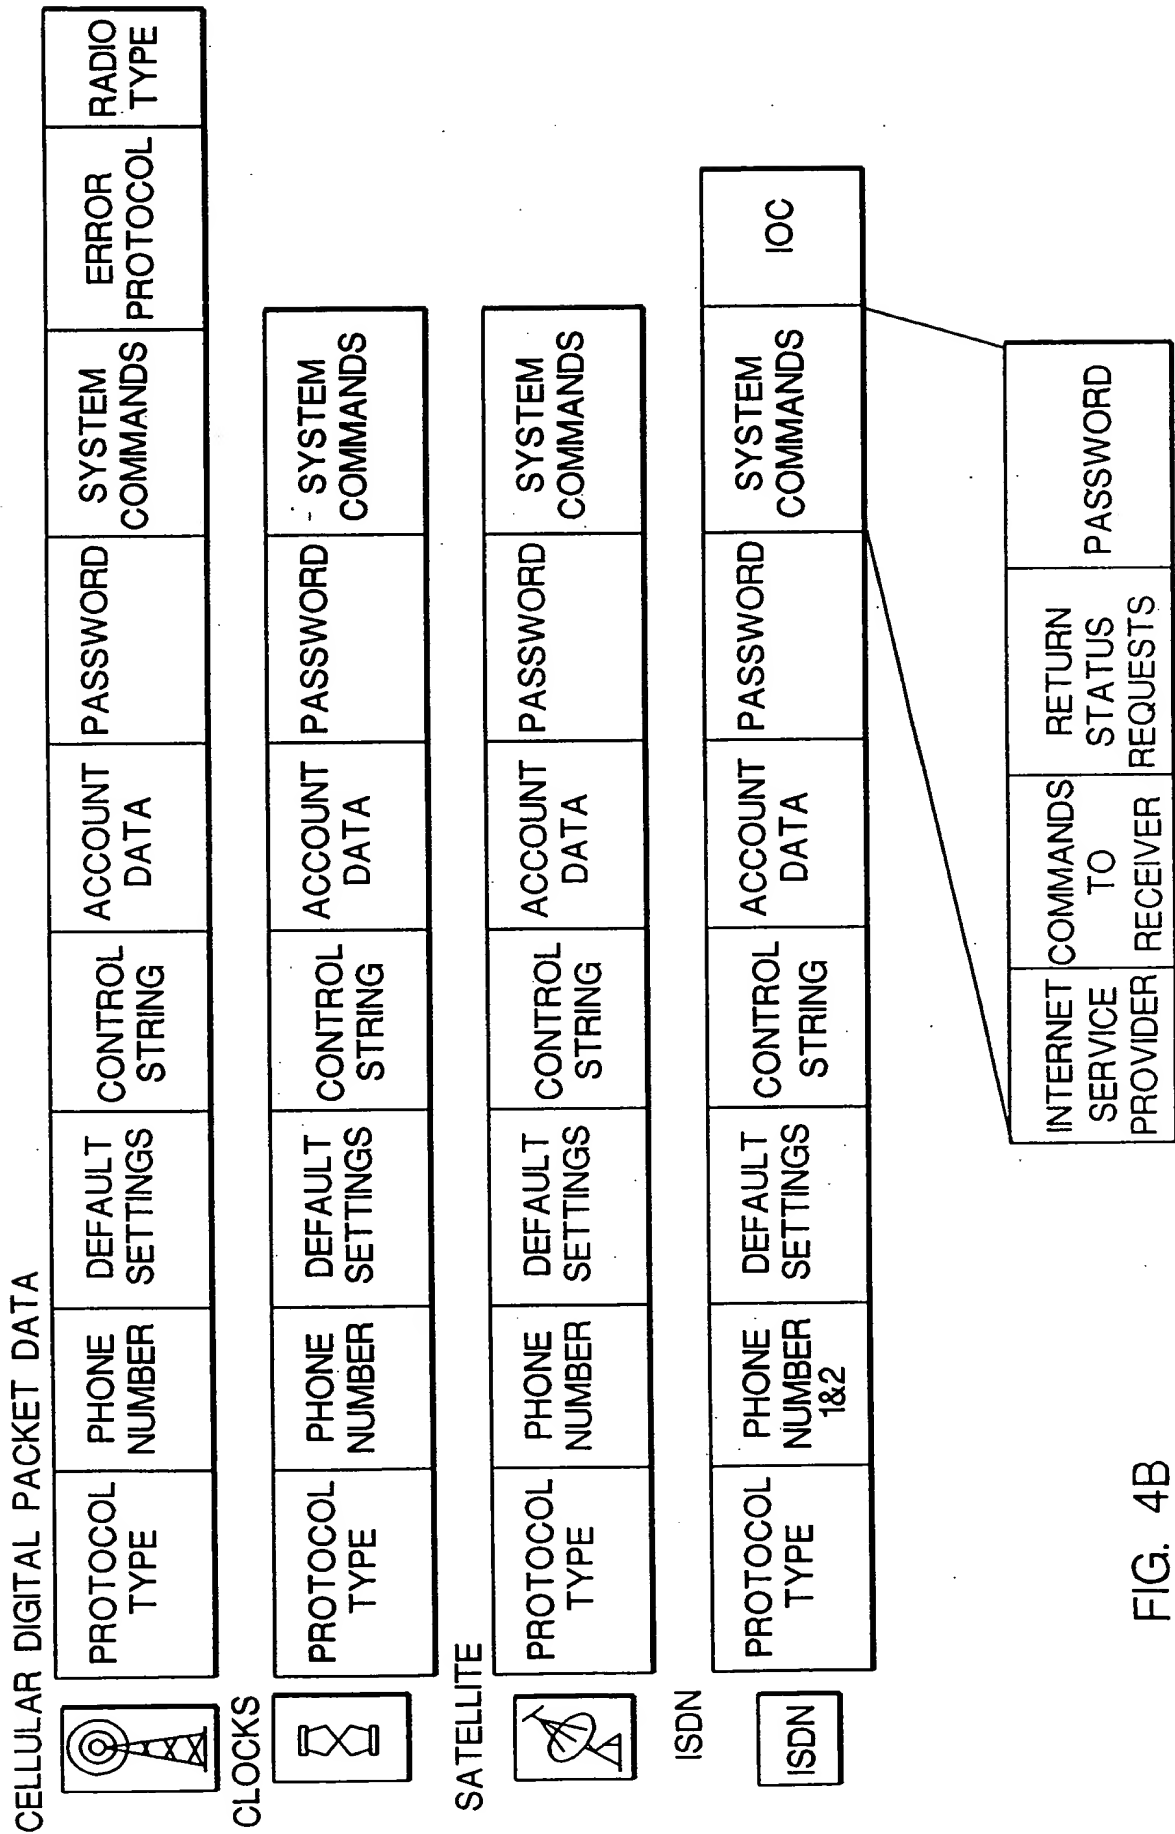 CELLULAR DIGITAL PACKET DATA
PROTOCOL
TYPE
PHONE
NUMBER
DEFAULT
SETTINGS
CONTROL
STRING
ACCOUNT
DATA
PASSWORD
SYSTEM
COMMANDS
ERROR
PROTOCOL
RADIO
TYPE
CLOCKS
PROTOCOL
TYPE
PHONE
NUMBER
DEFAULT
SETTINGS
CONTROL
STRING
ACCOUNT
DATA
PASSWORD
SYSTEM
COMMANDS
SATELLITE
PROTOCOL
TYPE
PHONE
NUMBER
DEFAULT
SETTINGS
CONTROL
STRING
ACCOUNT
DATA
PASSWORD
SYSTEM
COMMANDS
ISDN
ISDN
PROTOCOL
TYPE
PHONE
NUMBER
1&2
DEFAULT
SETTINGS
CONTROL
STRING
ACCOUNT
DATA
PASSWORD
SYSTEM
COMMANDS
IOC
INTERNET
SERVICE
PROVIDER
COMMANDS
TO
RECEIVER
RETURN
STATUS
REQUESTS
PASSWORD
FIG. 4B